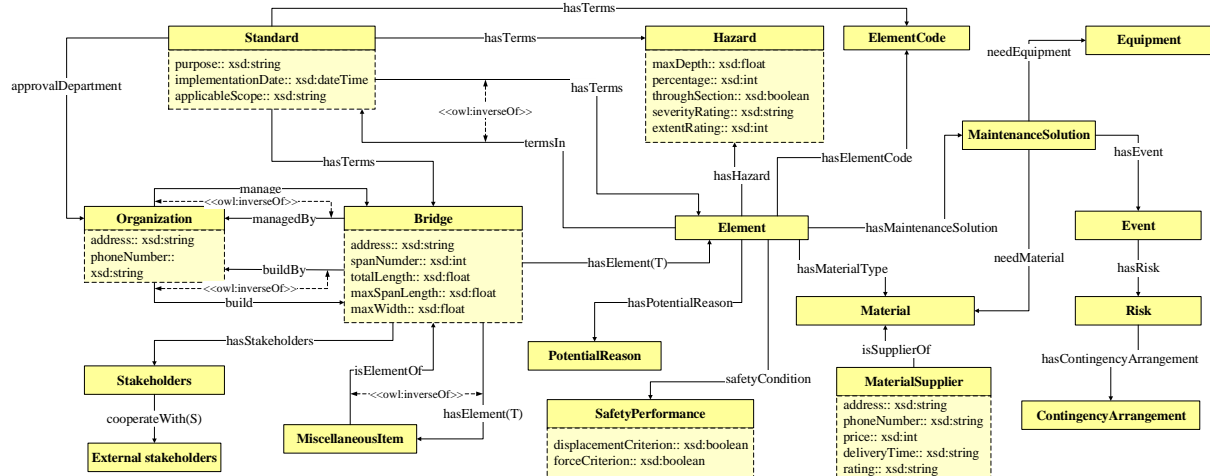 hasTerms
Standard
purpose:: xsd:string
implementationDate:: xsd:dateTime
applicableScope:: xsd:string
hasTerms
Hazard
maxDepth:: xsd:float
percentage:: xsd:int
throughSection:: xsd:boolean
severityRating:: xsd:string
extentRating:: xsd:int
ElementCode
needEquipment
Equipment
approvalDepartment
hasTerms
<<owl:inverseOf>>
termsIn
MaintenanceSolution
hasEvent
hasElementCode
hasTerms
hasHazard
manage
<<owl:inverseOf>>
managedBy
Organization
address:: xsd:string
phoneNumber::
xsd:string
buildBy
<<owl:inverseOf>>
build
Bridge
address:: xsd:string
spanNumder:: xsd:int
totalLength:: xsd:float
maxSpanLength:: xsd:float
maxWidth:: xsd:float
Element
hasMaintenanceSolution
Event
hasElement(T)
hasMaterialType
needMaterial
hasRisk
hasPotentialReason
Material
Risk
hasStakeholders
PotentialReason
isSupplierOf
hasContingencyArrangement
Stakeholders
isElementOf
<<owl:inverseOf>>
hasElement(T)
safetyCondition
cooperateWith(S)
SafetyPerformance
displacementCriterion:: xsd:boolean
forceCriterion:: xsd:boolean
MaterialSupplier
address:: xsd:string
phoneNumber:: xsd:string
price:: xsd:int
deliveryTime:: xsd:string
rating:: xsd:string
ContingencyArrangement
MiscellaneousItem
External stakeholders